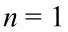 n = 1